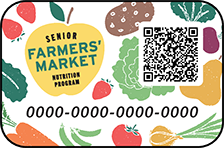 SENIOR
FARMERS'
MARKET
NUTRITION
PROGRAM
0000-0000-0000-0000